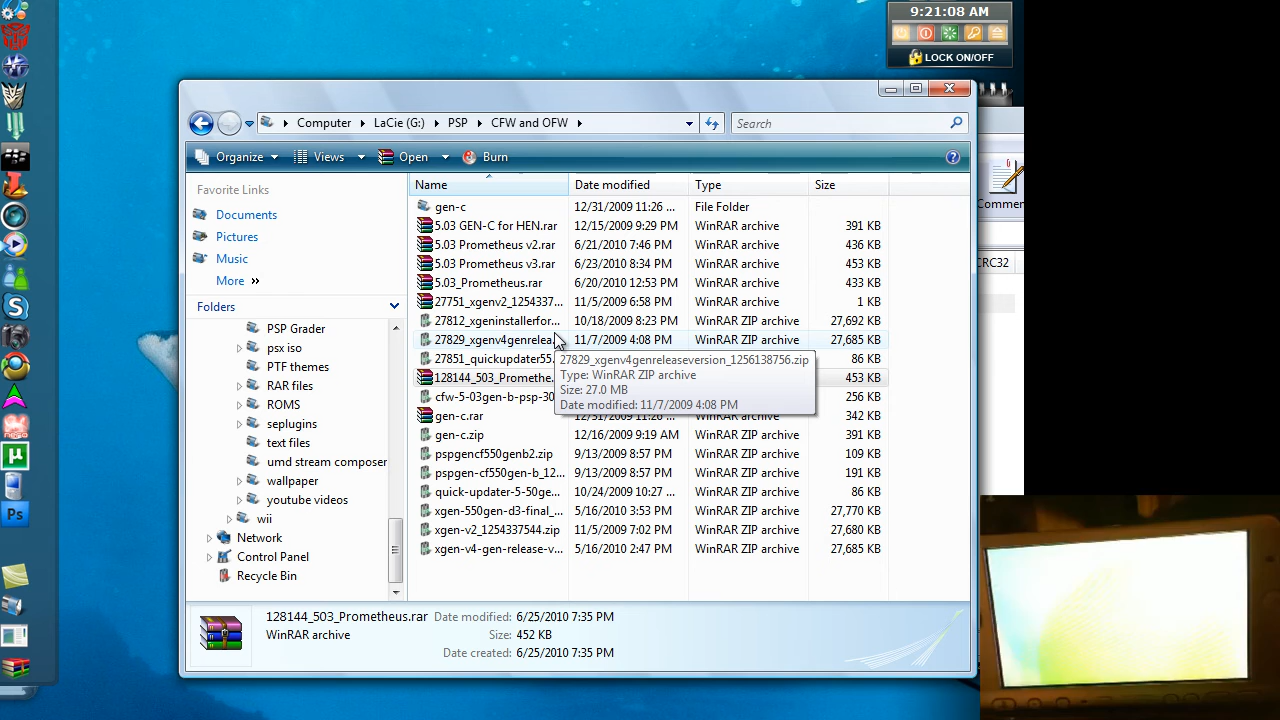 9:21:08 AM
LOCK ON/OFF
Computer LaCie (G:) PSP CFW and OFW
Search
Organize Views Open Burn
Favorite Links
Documents
Pictures
Music
More »
Folders
PSP Grader
psx iso
PTF themes
RAR files
ROMS
seplugins
text files
umd stream composer
wallpaper
youtube videos
wii
Network
Control Panel
Recycle Bin
Name Date modified Type Size
gen-c 12/31/2009 11:26 ... File Folder
5.03 GEN-C for HEN.rar 12/15/2009 9:29 PM WinRAR archive 391 KB
5.03 Prometheus v2.rar 6/21/2010 7:46 PM WinRAR archive 436 KB
5.03 Prometheus v3.rar 6/23/2010 8:34 PM WinRAR archive 453 KB
5.03_Prometheus.rar 6/20/2010 12:53 PM WinRAR archive 433 KB
27751_xgenv2_1254337... 11/5/2009 6:58 PM WinRAR archive 1 KB
27812_xgeninstallerfor... 10/18/2009 8:23 PM WinRAR ZIP archive 27,692 KB
27829_xgenv4genrelea... 11/7/2009 4:08 PM WinRAR ZIP archive 27,685 KB
27851_quickupdater55... 86 KB
128144_503_Promethe... 453 KB
cfw-5-03gen-b-psp-30... 256 KB
gen-c.rar 12/31/2009 11:26 ... WinRAR archive 342 KB
gen-c.zip 12/16/2009 9:19 AM WinRAR ZIP archive 391 KB
pspgencf550genb2.zip 9/13/2009 8:57 PM WinRAR ZIP archive 109 KB
pspgen-cf550gen-b_12... 9/13/2009 8:57 PM WinRAR ZIP archive 191 KB
quick-updater-5-50ge... 10/24/2009 10:27 ... WinRAR ZIP archive 86 KB
xgen-550gen-d3-final_... 5/16/2010 3:53 PM WinRAR ZIP archive 27,770 KB
xgen-v2_1254337544.zip 11/5/2009 7:02 PM WinRAR ZIP archive 27,680 KB
xgen-v4-gen-release-v... 5/16/2010 2:47 PM WinRAR ZIP archive 27,685 KB
27829_xgenv4genreleaseversion_1256138756.zip
Type: WinRAR ZIP archive
Size: 27.0 MB
Date modified: 11/7/2009 4:08 PM
128144_503_Prometheus.rar Date modified: 6/25/2010 7:35 PM
WinRAR archive Size: 452 KB
Date created: 6/25/2010 7:35 PM
Commen
CRC32
Ps